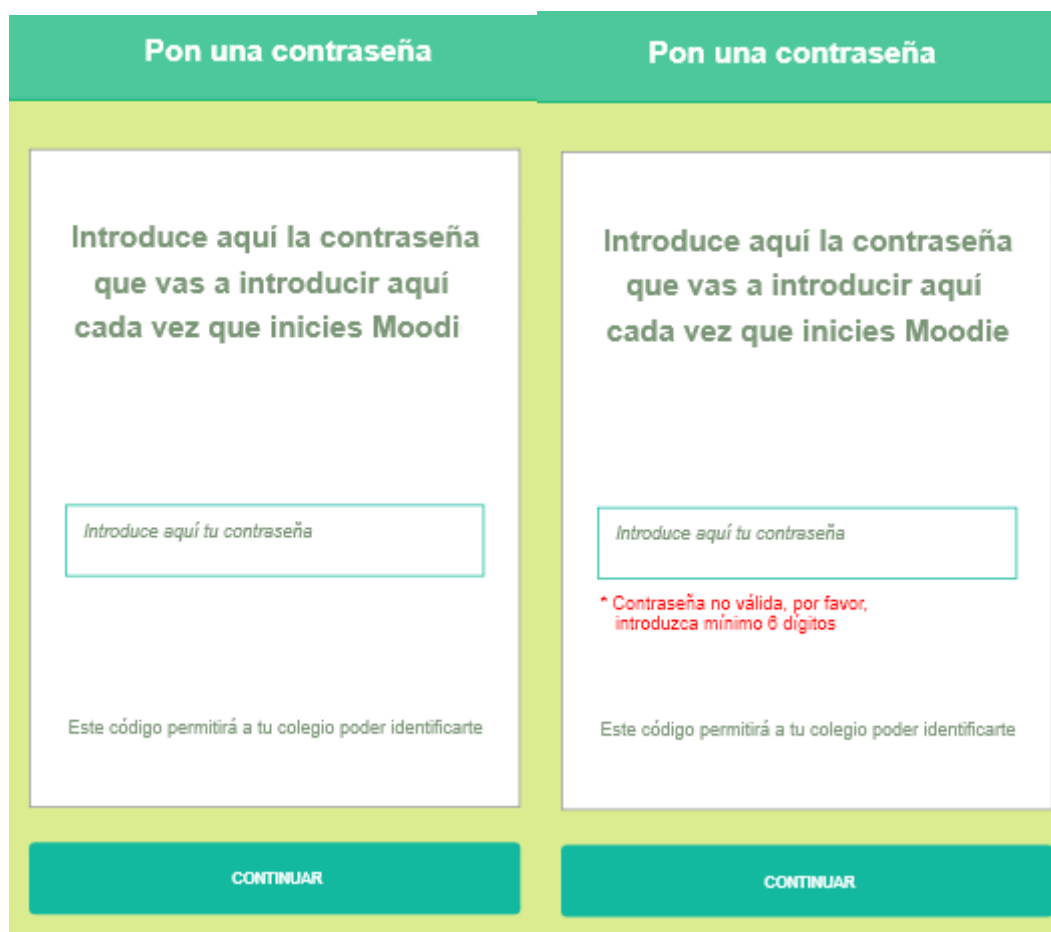 Pon una contraseña
Introduce aquí la contraseña
que vas a introducir aquí
cada vez que inicies Moodi
Introduce aquí tu contraseña
Este código permitirá a tu colegio poder identificarte
CONTINUAR
Pon una contraseña
Introduce aquí la contraseña
que vas a introducir aquí
cada vez que inicies Moodie
Introduce aquí tu contraseña
* Contraseña no válida, por favor,
introduzca mínimo 6 dígitos
Este código permitirá a tu colegio poder identificarte
CONTINUAR